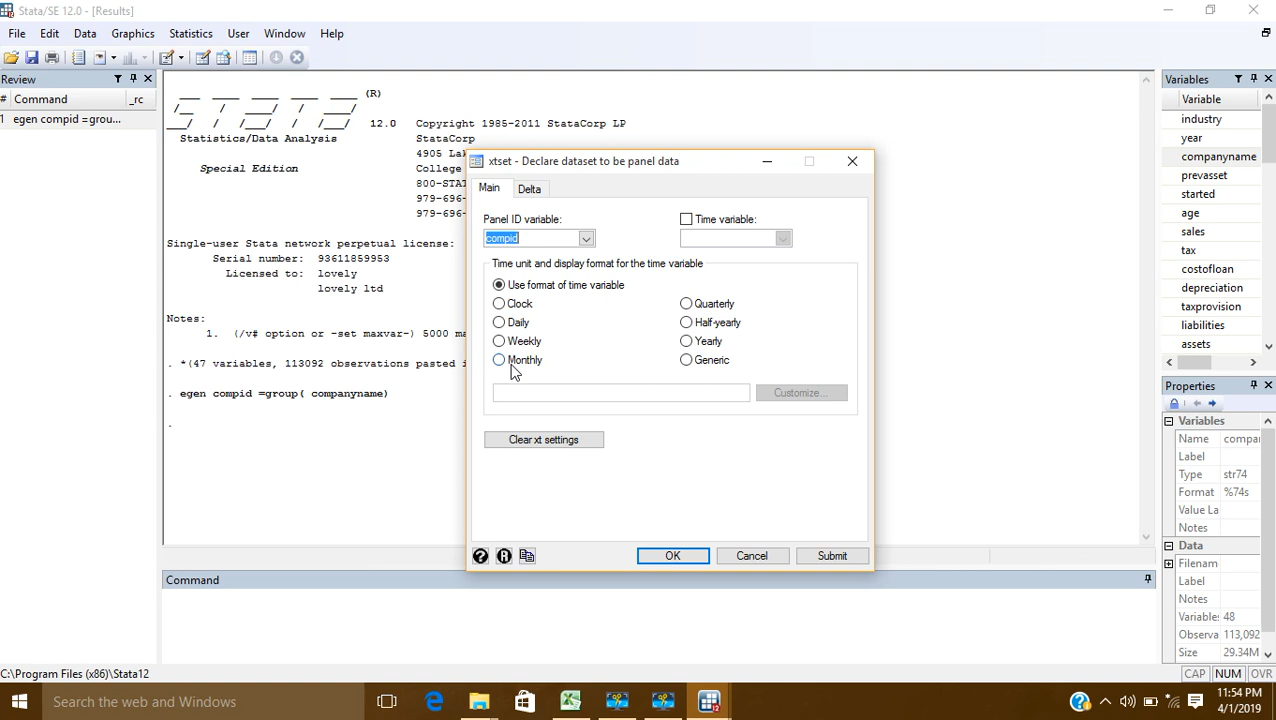 Stata/SE 12.0 - [Results]
File Edit Data Graphics Statistics User Window Help
Review
# Command _rc
1 egen compid =grou...
(R)
12.0 Copyright 1985-2011 StataCorp LP
Statistics/Data Analysis StataCorp
4905 Lak
Special Edition College
800-STAT
979-696-
979-696-
Single-user Stata network perpetual license:
Serial number: 93611859953
Licensed to: lovely
lovely ltd
Notes:
1. (/v# option or -set maxvar-) 5000 ma
. *(47 variables, 113092 observations pasted i
. egen compid =group( companyname)
.
xtset - Declare dataset to be panel data
Main Delta
Panel ID variable: Time variable:
compid
Time unit and display format for the time variable
Use format of time variable
Clock Quarterly
Daily Half-yearly
Weekly Yearly
Monthly Generic
Customize...
Clear xt settings
OK Cancel Submit
Command
Variables
Variable
industry
year
companyname
prevasset
started
age
sales
tax
costofloan
depreciation
taxprovision
liabilities
assets
Properties
Variables
Name compa
Label
Type str74
Format %74s
Value La
Notes
Data
Filenam
Label
Notes
Variables 48
Observa 113,092
Size 29.34M
C:\Program Files (x86)\Stata12
CAP NUM OVR
Search the web and Windows
11:54 PM
4/1/2019